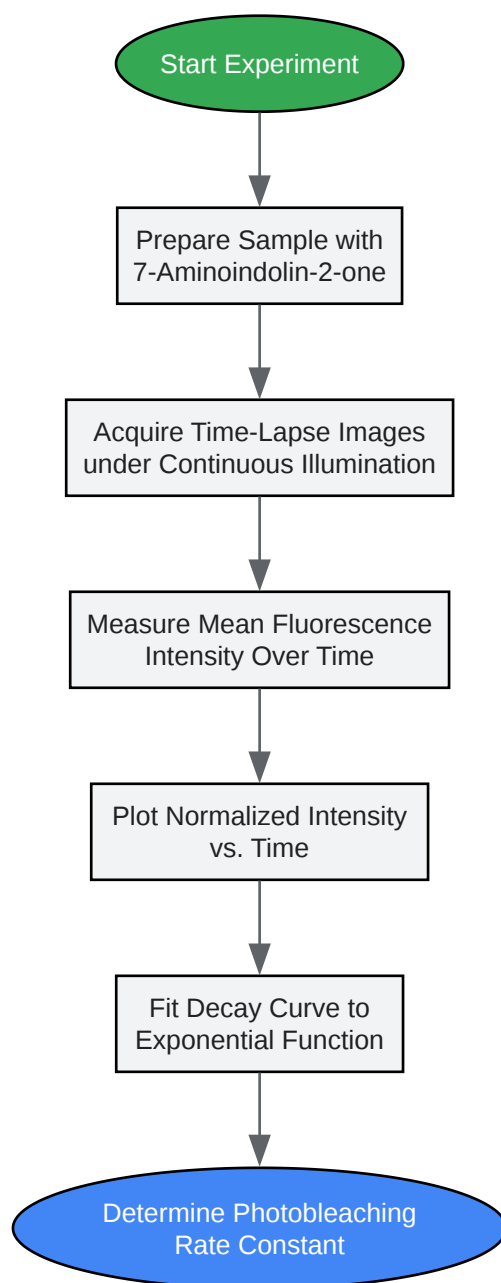 Start Experiment
Prepare Sample with
7-Aminoindolin-2-one
Acquire Time-Lapse Images
under Continuous Illumination
Measure Mean Fluorescence
Intensity Over Time
Plot Normalized Intensity
vs. Time
Fit Decay Curve to
Exponential Function
Determine Photobleaching
Rate Constant